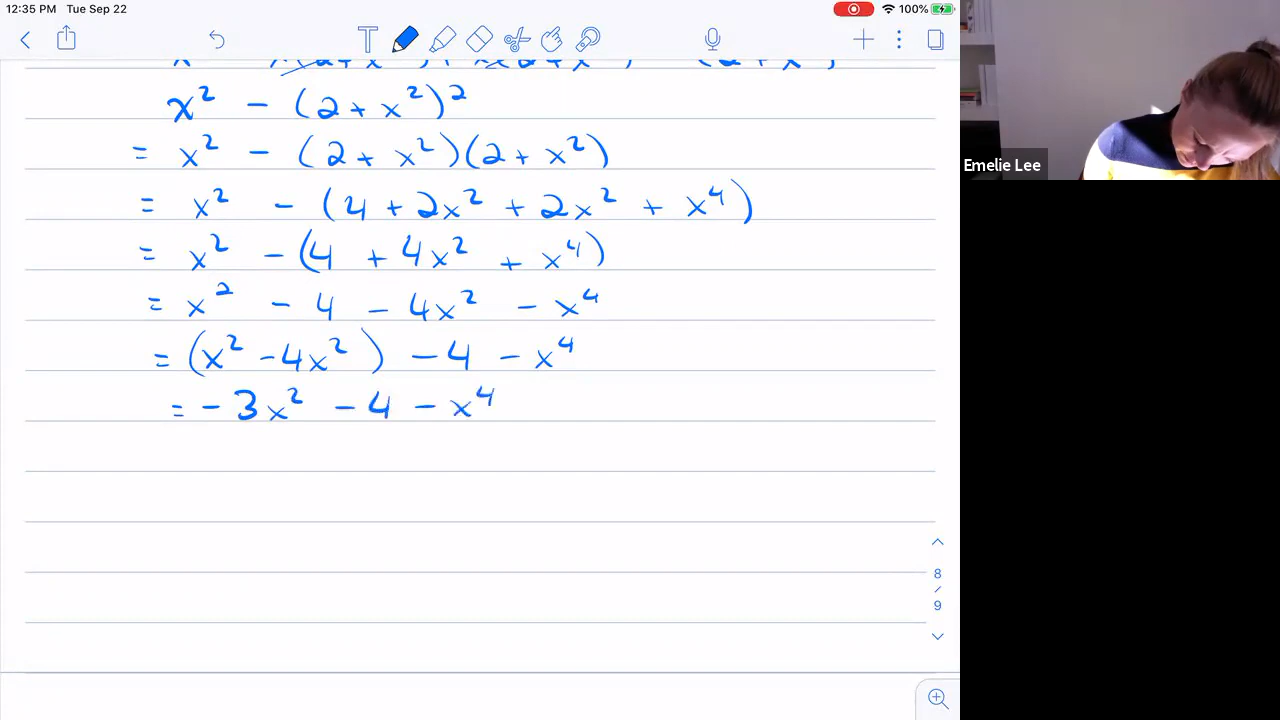 12:35 PM Tue Sep 22
100%
x² - (2 + x²)²
= x² - (2 + x²)(2 + x²)
= x² - (4 + 2x² + 2x² + x⁴)
= x² - (4 + 4x² + x⁴)
= x² - 4 - 4x² - x⁴
= (x² - 4x²) - 4 - x⁴
= - 3x² - 4 - x⁴
8
/
9
Emelie Lee